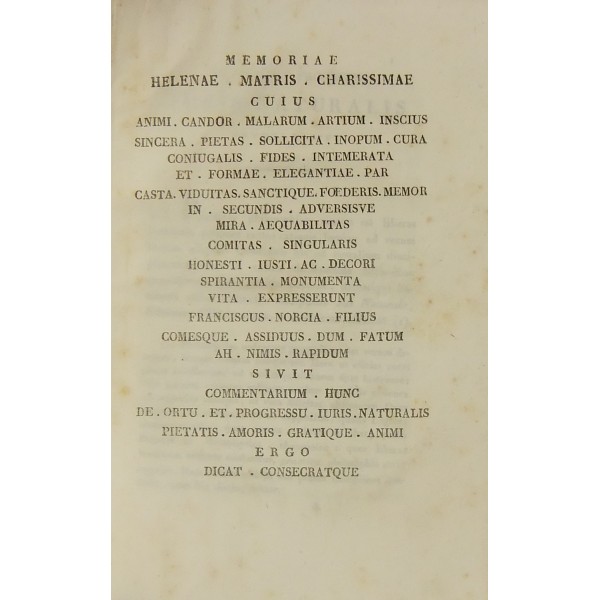 MEMORIAE
HELENAE . MATRIS . CHARISSIMAE
CUIUS
ANIMI . CANDOR . MALARUM . ARTIUM . INSCIUS
SINCERA . PIETAS . SOLLICITA . INOPUM . CURA
CONIUGALIS . FIDES . INTEMERATA
ET . FORMAE . ELEGANTIAE . PAR
CASTA . VIDUITAS . SANCTIQUE . FŒDERIS . MEMOR
IN . SECUNDIS . ADVERSISVE
MIRA . AEQUABILITAS
COMITAS . SINGULARIS
HONESTI . IUSTI . AC . DECORI
SPIRANTIA . MONUMENTA
VITA . EXPRESSERUNT
FRANCISCUS . NORCIA . FILIUS
COMESQUE . ASSIDUUS . DUM . FATUM
AH . NIMIS . RAPIDUM
SIVIT
COMMENTARIUM . HUNC
DE . ORTU . ET . PROGRESSU . IURIS . NATURALIS
PIETATIS . AMORIS . GRATIQUE . ANIMI
ERGO
DICAT . CONSECRATQUE